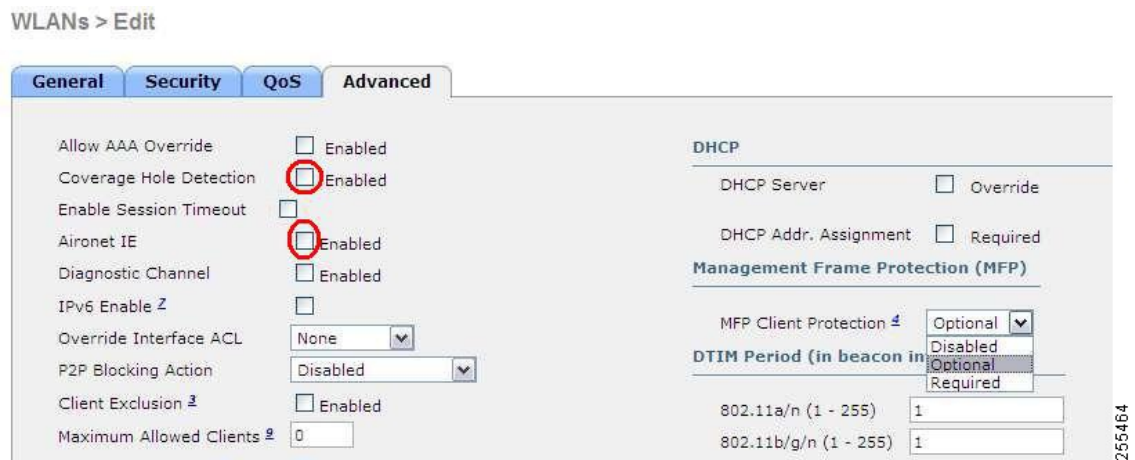 WLANs > Edit
General Security QoS Advanced
Allow AAA Override Enabled
Coverage Hole Detection Enabled
Enable Session Timeout
Aironet IE Enabled
Diagnostic Channel Enabled
IPv6 Enable 7
Override Interface ACL None
P2P Blocking Action Disabled
Client Exclusion 3 Enabled
Maximum Allowed Clients 9 0
DHCP
DHCP Server Override
DHCP Addr. Assignment Required
Management Frame Protection (MFP)
MFP Client Protection 4 Optional
Disabled
Optional
Required
DTIM Period (in beacon in
802.11a/n (1 - 255) 1
802.11b/g/n (1 - 255) 1
255464